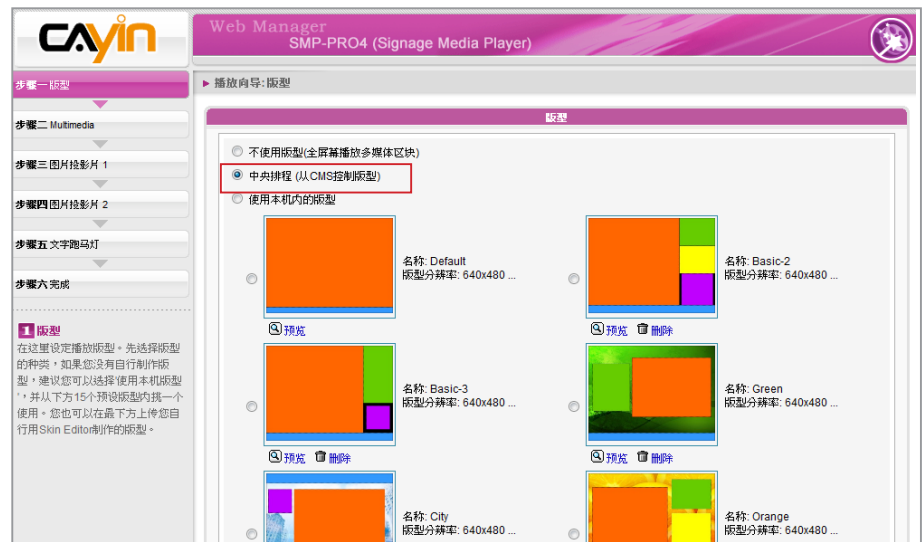 CAYIN
Web Manager
SMP-PRO4 (Signage Media Player)
步骤一 版型
步骤二 Multimedia
步骤三 图片投影片 1
步骤四 图片投影片 2
步骤五 文字跑马灯
步骤六 完成
1 版型
在这里设定播放版型。先选择版型
的种类，如果您没有自行制作版
型，建议您可以选择'使用本机版型
'，并从下方15个预设版型内挑一个
使用。您也可以在最下方上传您自
行用Skin Editor制作的版型。
播放向导:版型
版型
不使用版型(全屏幕播放多媒体区块)
中央排程 (从CMS控制版型)
使用本机内的版型
名称: Default
版型分辨率: 640x480 ...
预览
名称: Basic-2
版型分辨率: 640x480 ...
预览 删除
名称: Basic-3
版型分辨率: 640x480 ...
预览 删除
名称: Green
版型分辨率: 640x480 ...
预览 删除
名称: City
版型分辨率: 640x480 ...
名称: Orange
版型分辨率: 640x480 ...